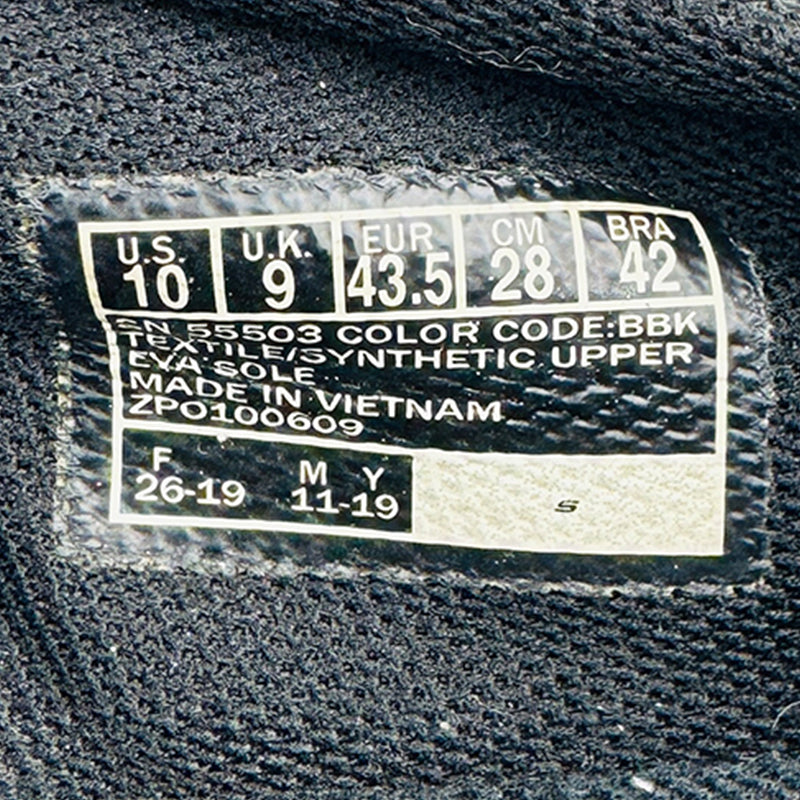 U.S. U.K. EUR CM BRA
10 9 43.5 28 42
SN 55503 COLOR CODE:BBK
TEXTILE/SYNTHETIC UPPER
EVA SOLE
MADE IN VIETNAM
ZPO100609
F M Y
26-19 11-19
S